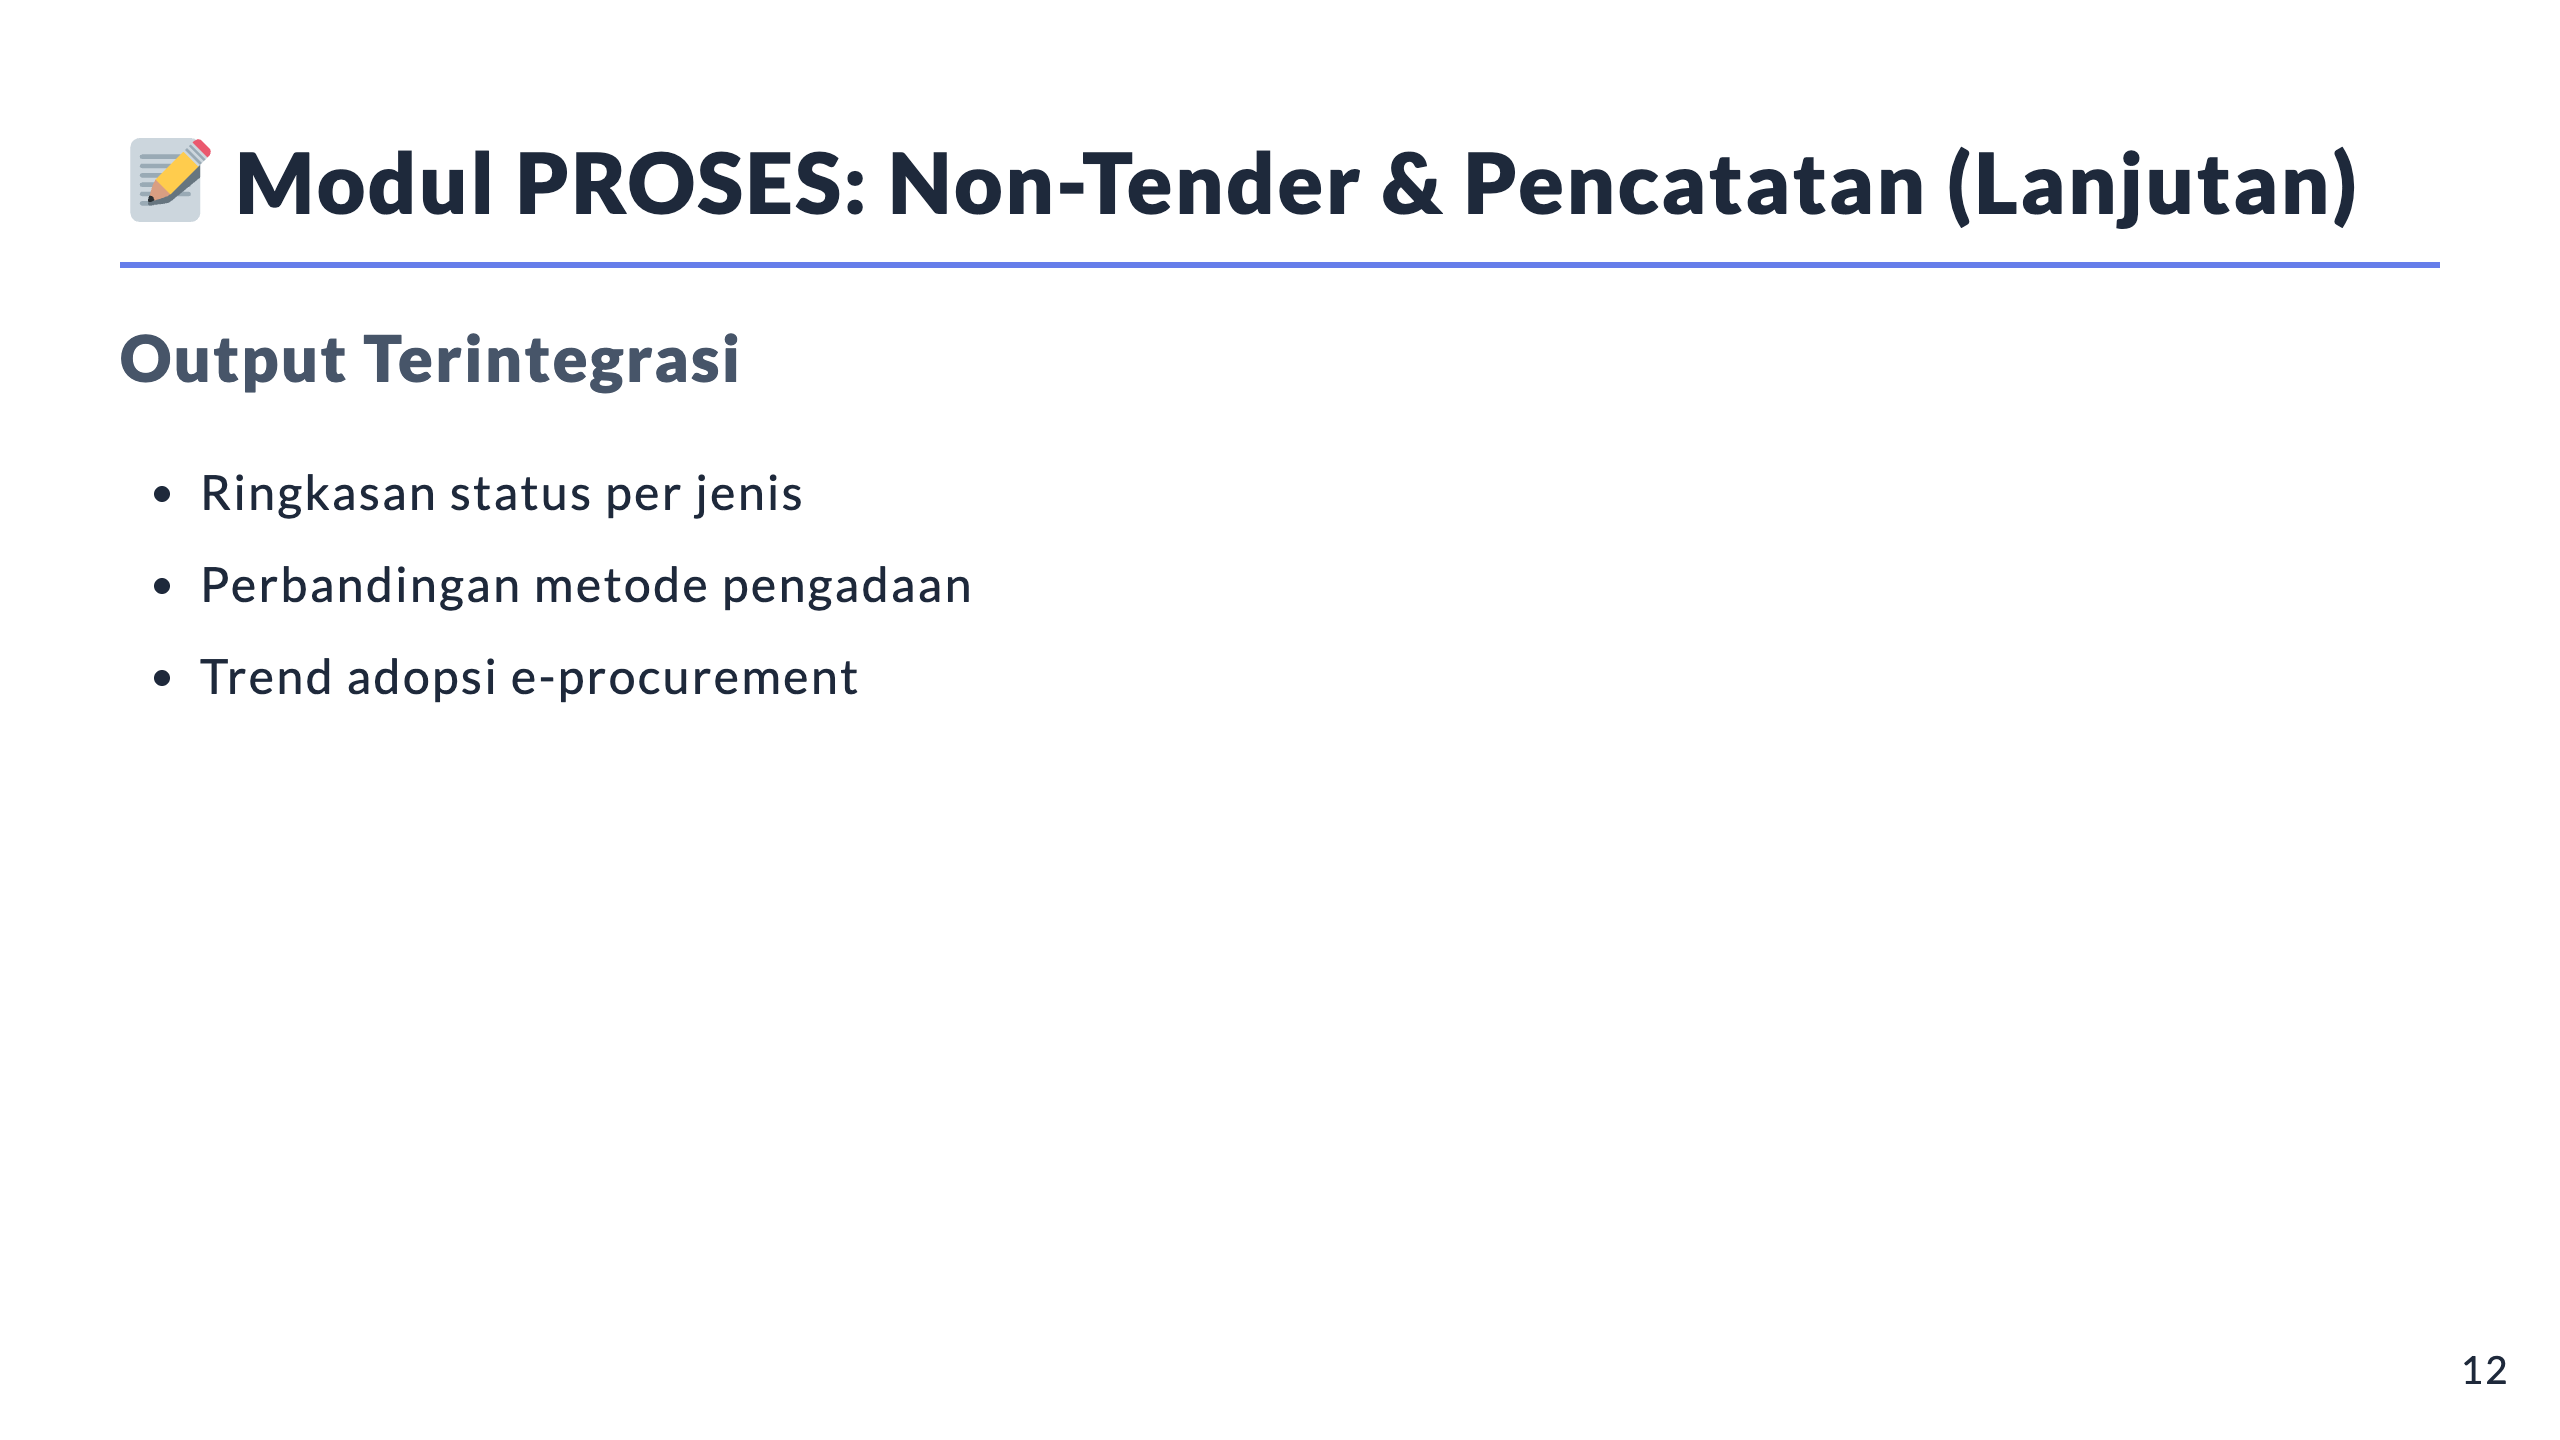 Modul PROSES: Non-Tender & Pencatatan (Lanjutan)
Output Terintegrasi
• Ringkasan status per jenis
• Perbandingan metode pengadaan
• Trend adopsi e-procurement
12